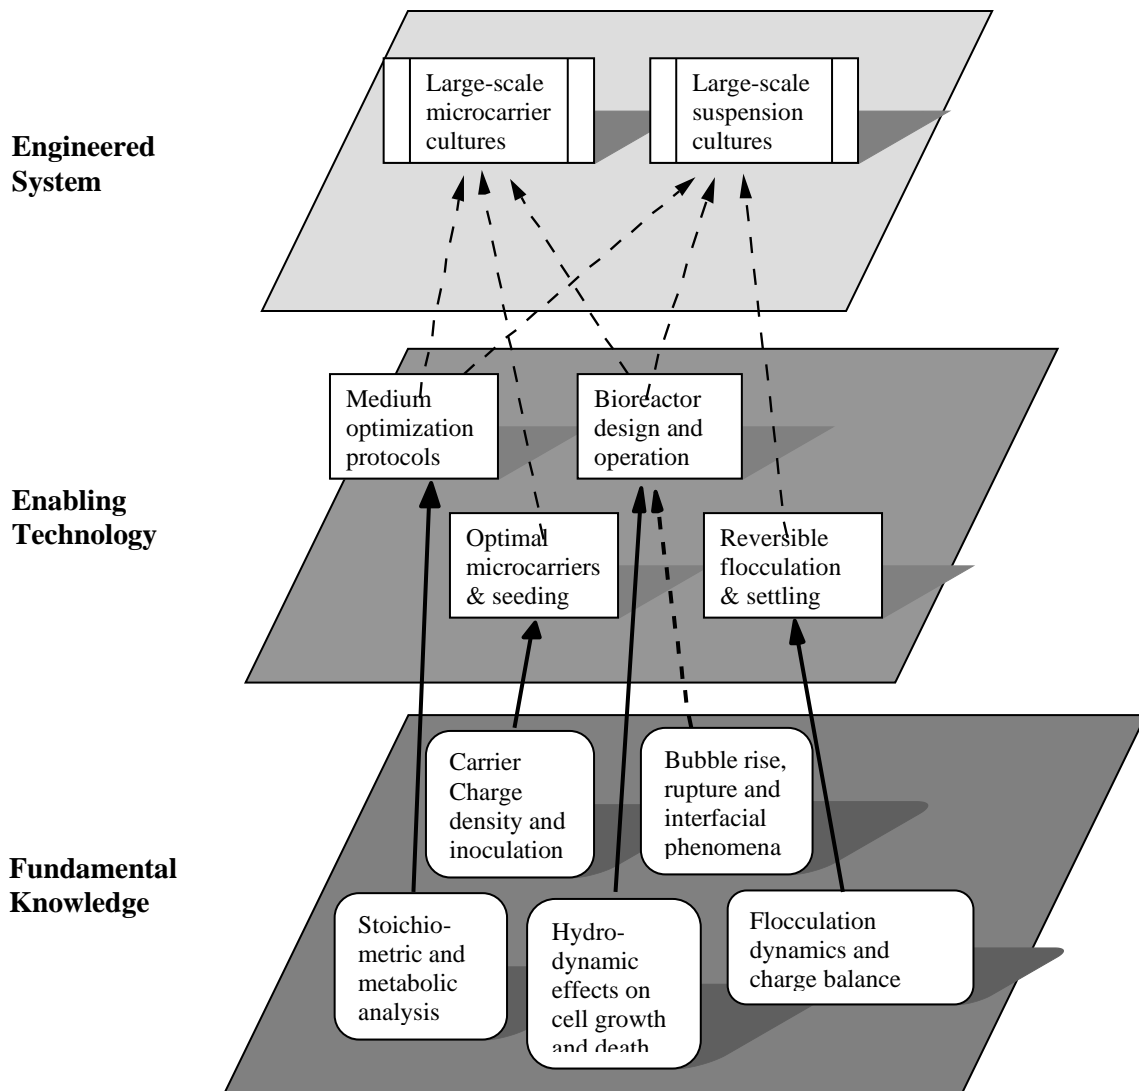 Engineered
System
Large-scale
microcarrier
cultures
Large-scale
suspension
cultures
Enabling
Technology
Medium
optimization
protocols
Bioreactor
design and
operation
Optimal
microcarriers
& seeding
Reversible
flocculation
& settling
Fundamental
Knowledge
Carrier
Charge
density and
inoculation
Bubble rise,
rupture and
interfacial
phenomena
Stoichio-
metric and
metabolic
analysis
Hydro-
dynamic
effects on
cell growth
and death
Flocculation
dynamics and
charge balance